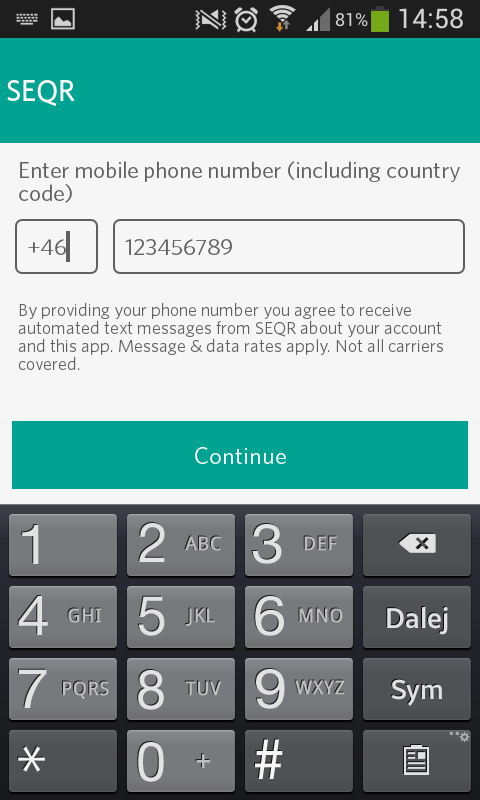 81% 14:58
SEQR
Enter mobile phone number (including country
code)
+46 123456789
By providing your phone number you agree to receive
automated text messages from SEQR about your account
and this app. Message & data rates apply. Not all carriers
covered.
Continue
1 2 ABC 3 DEF
4 GHI 5 JKL 6 MNO Dalej
7 PQRS 8 TUV 9 WXYZ Sym
* 0 + #